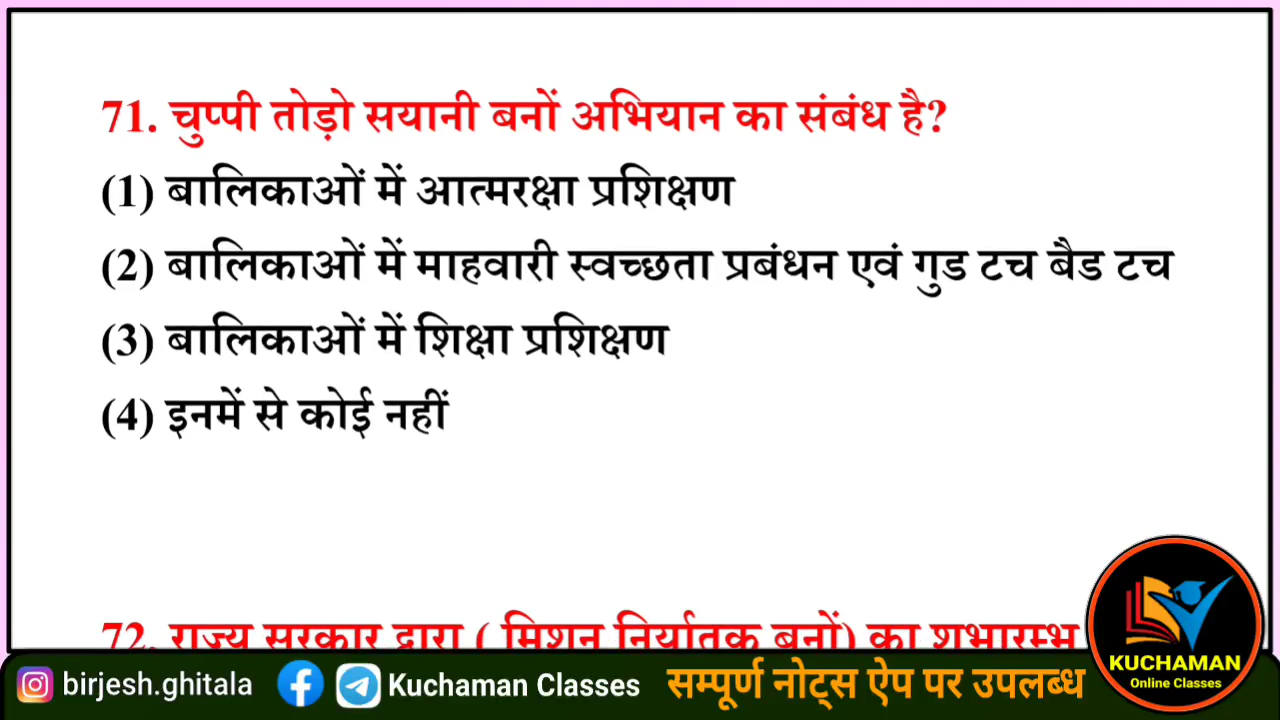 71. चुप्पी तोड़ो सयानी बनों अभियान का संबंध है?
(1) बालिकाओं में आत्मरक्षा प्रशिक्षण
(2) बालिकाओं में माहवारी स्वच्छता प्रबंधन एवं गुड टच बैड टच
(3) बालिकाओं में शिक्षा प्रशिक्षण
(4) इनमें से कोई नहीं
72. राज्य सरकार द्वारा ( मिशन निर्यातक बनों) का शुभारम्भ
birjesh.ghitala
Kuchaman Classes
सम्पूर्ण नोट्स ऐप पर उपलब्ध
KUCHAMAN
Online Classes